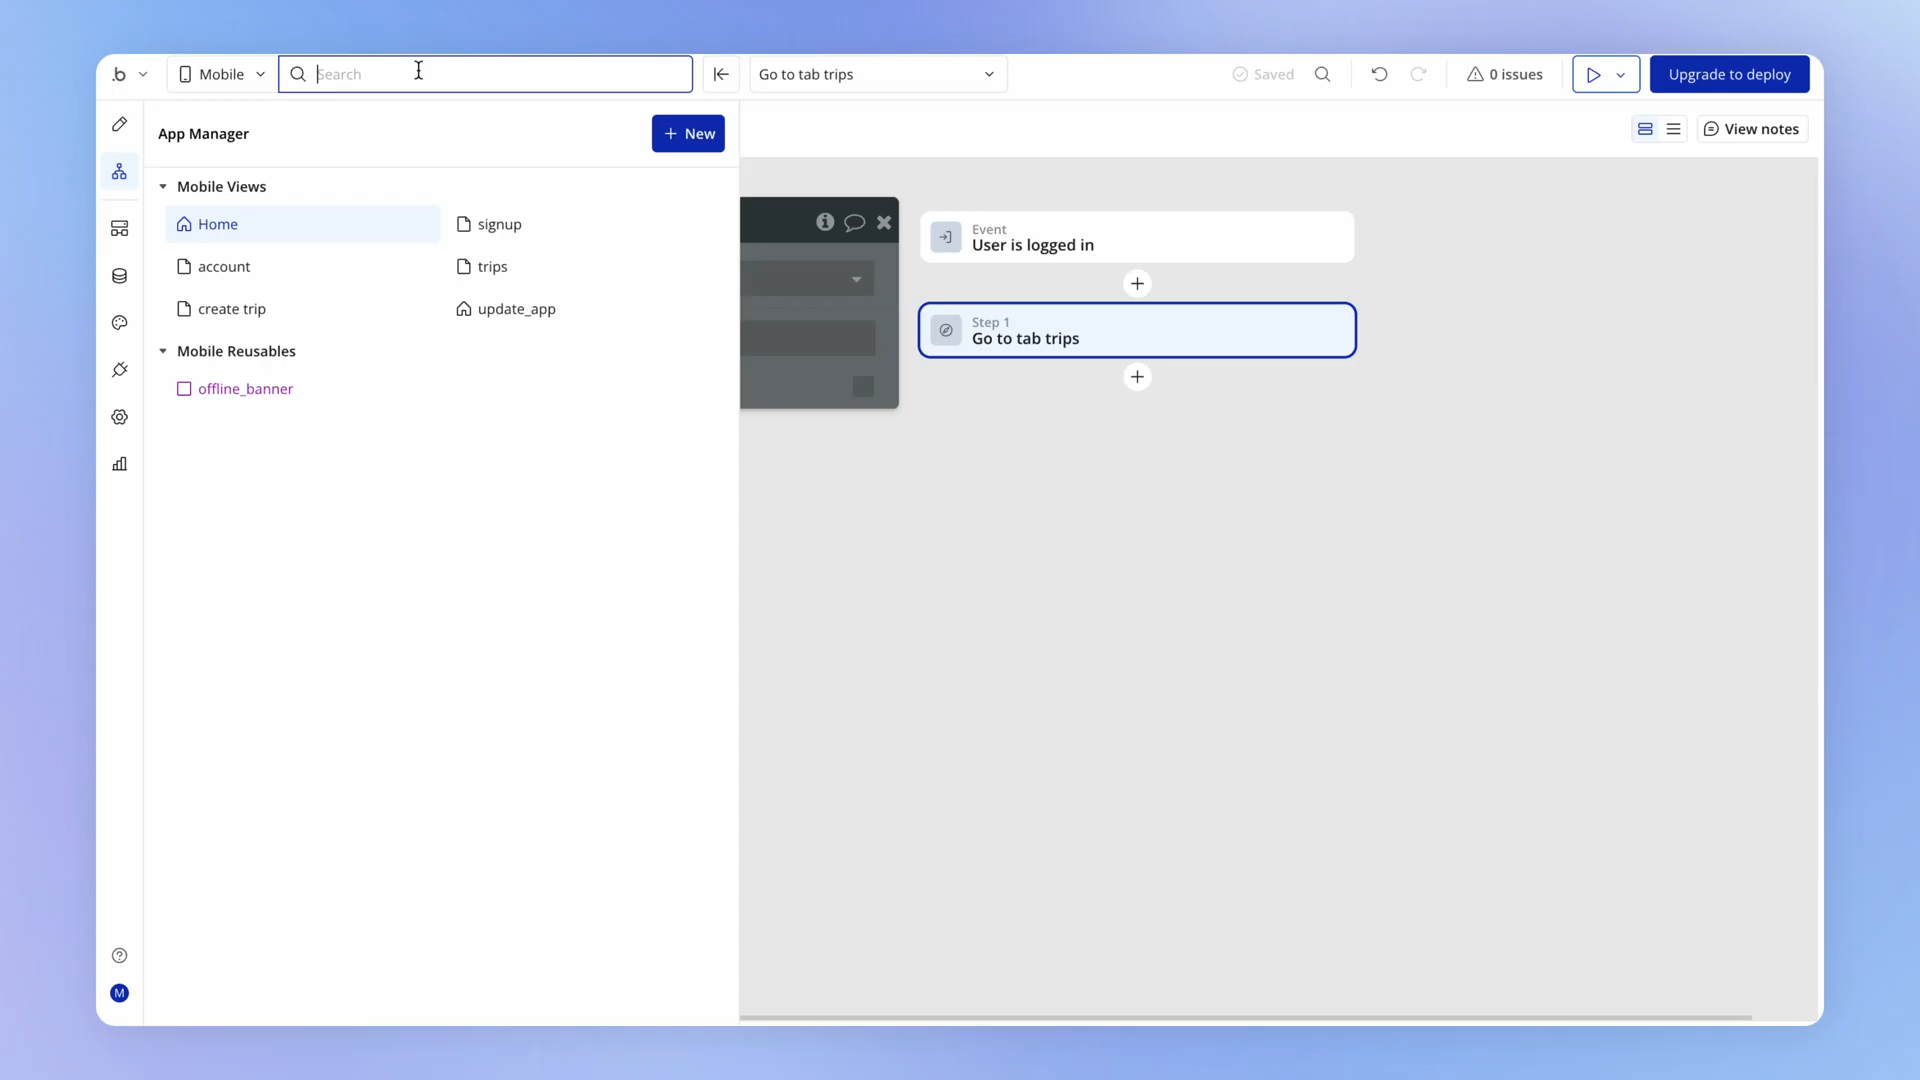 .b
Mobile
Search
Go to tab trips
Saved
0 issues
Upgrade to deploy
App Manager
+ New
View notes
Mobile Views
Home
signup
account
trips
create trip
update_app
Mobile Reusables
offline_banner
Event
User is logged in
Step 1
Go to tab trips
M